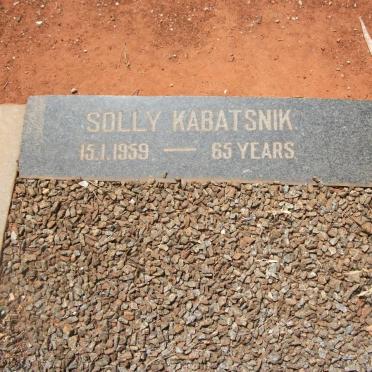 SOLLY KABATSNIK.
15.1.1959 — 65 YEARS